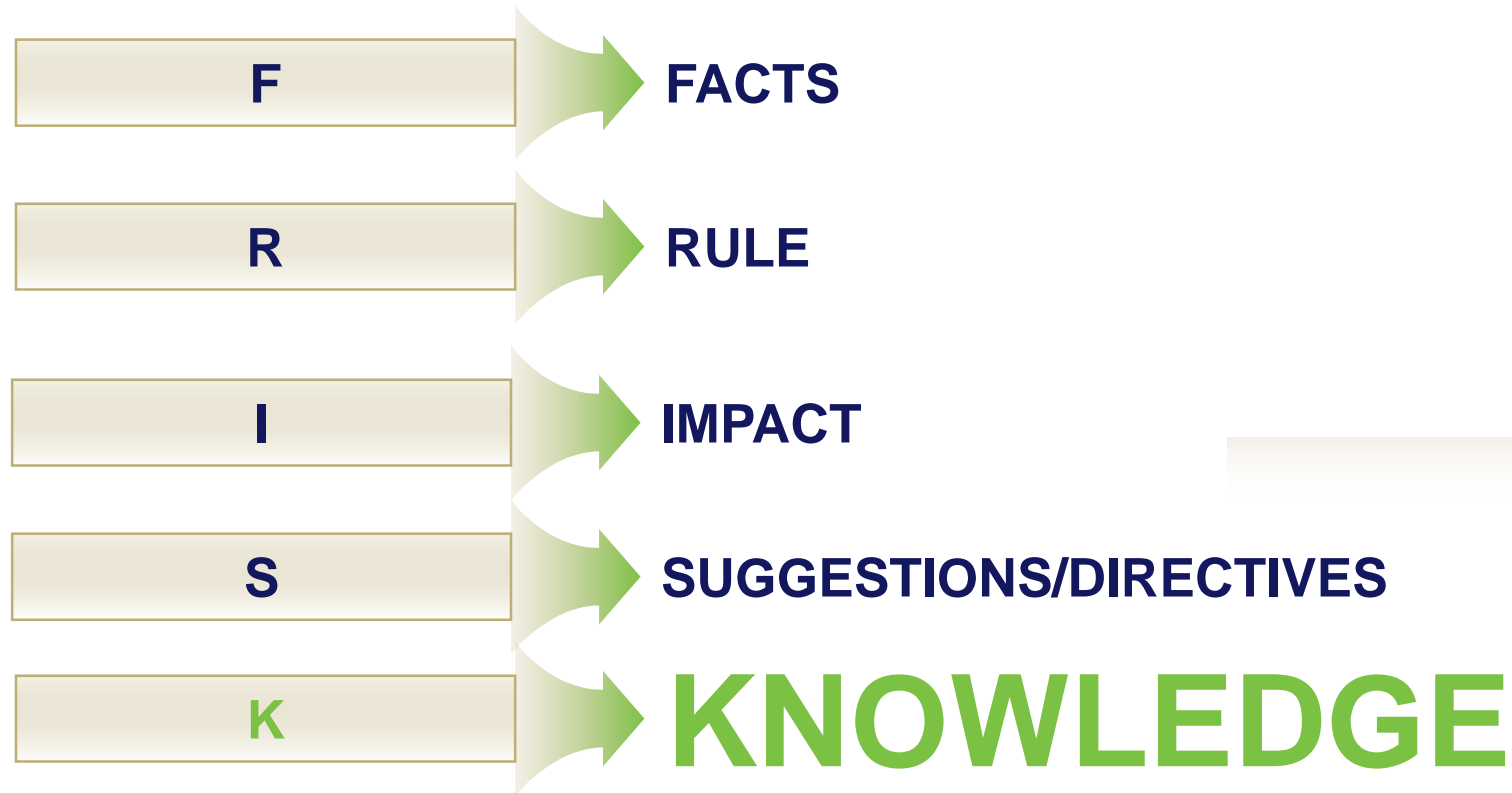 F FACTS
R RULE
I IMPACT
S SUGGESTIONS/DIRECTIVES
K KNOWLEDGE